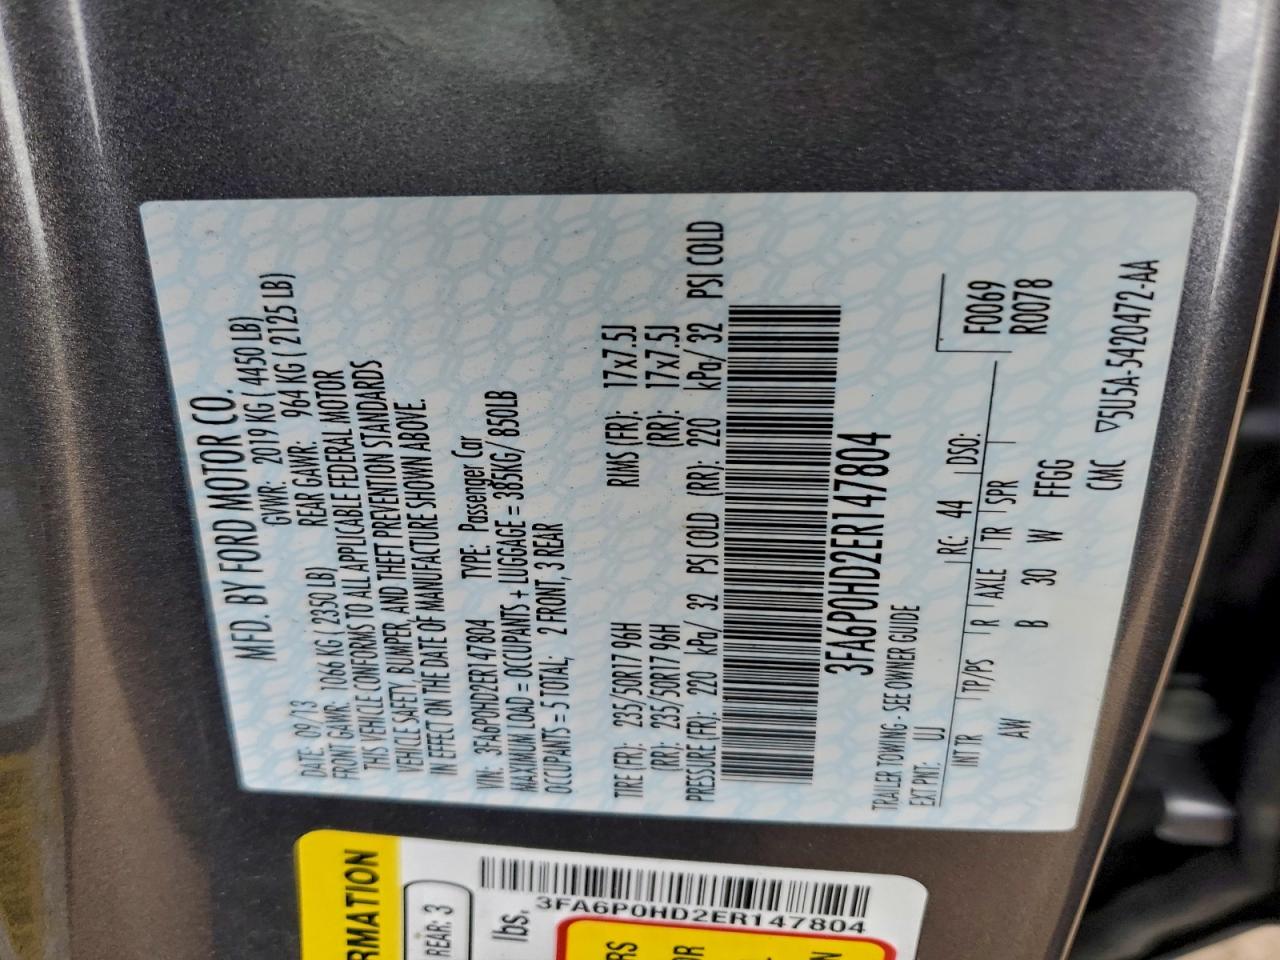 MFD. BY FORD MOTOR CO.
DATE: 09/13 GVWR: 2019 KG ( 4450 LB)
FRONT GAWR: 1066 KG ( 2350 LB) REAR GAWR: 964 KG ( 2125 LB)
THIS VEHICLE CONFORMS TO ALL APPLICABLE FEDERAL MOTOR
VEHICLE SAFETY, BUMPER, AND THEFT PREVENTION STANDARDS
IN EFFECT ON THE DATE OF MANUFACTURE SHOWN ABOVE.
VIN: 3FA6P0HD2ER147804 TYPE: Passenger Car
MAXIMUM LOAD = OCCUPANTS + LUGGAGE = 385KG/ 850LB
OCCUPANTS = 5 TOTAL; 2 FRONT, 3 REAR
TIRE FR): 235/50R17 96H RIMS (FR): 17x7.5J
(RR): 235/50R17 96H (RR): 17x7.5J
PRESSURE (FR): 220 kPa/ 32 PSI COLD (RR): 220 kPa/ 32 PSI COLD
3FA6P0HD2ER147804
TRAILER TOWING - SEE OWNER GUIDE
EXT PNT: UJ RC: 44 DSO: F0069
R0078
INT TR TP/PS R AXLE TR SPR
AW B 30 W FFGG
CMC ▽5U5A-5420472-AA
RMATION
REAR: 3
lbs.
3FA6P0HD2ER147804
RS
OR
N